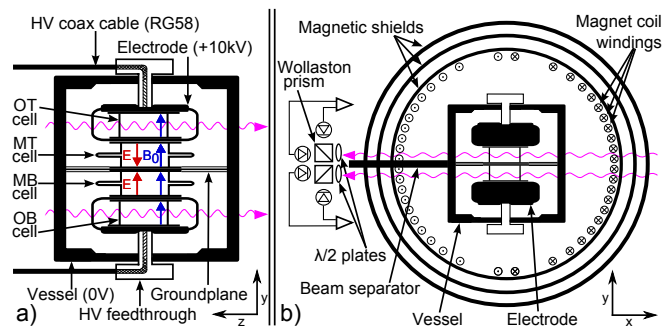 HV coax cable (RG58)
Electrode (+10kV)
OT
cell
MT
cell
MB
cell
OB
cell
E
B0
E
Vessel (0V)
Groundplane
HV feedthrough
a)
y
z
Magnetic shields
Magnet coil
windings
Wollaston
prism
λ/2 plates
Beam separator
Vessel
Electrode
b)
y
x